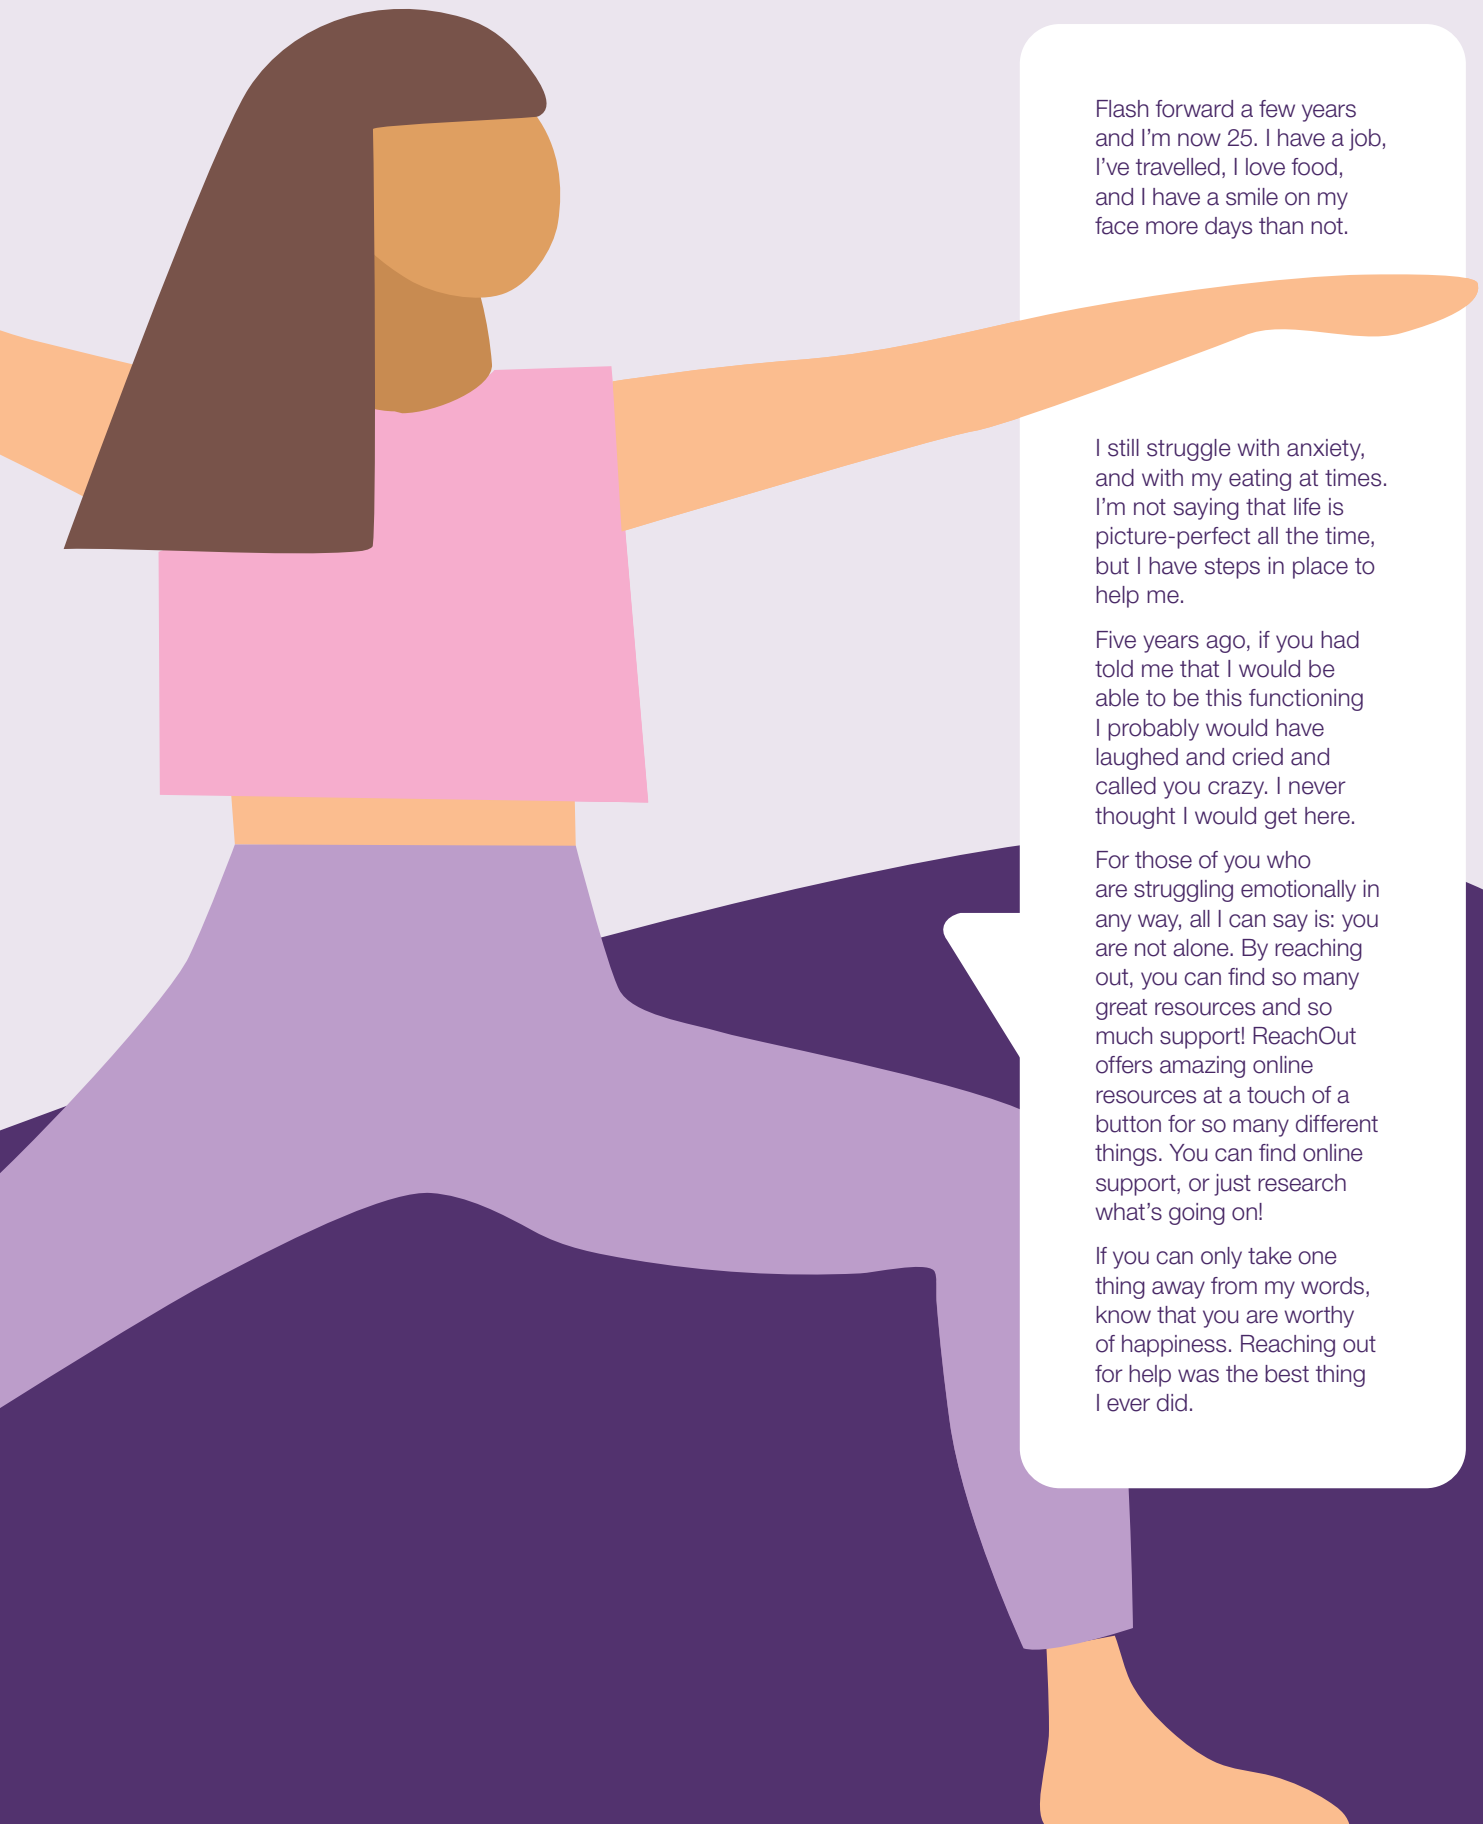 Flash forward a few years
and I’m now 25. I have a job,
I’ve travelled, I love food,
and I have a smile on my
face more days than not.
I still struggle with anxiety,
and with my eating at times.
I’m not saying that life is
picture-perfect all the time,
but I have steps in place to
help me.
Five years ago, if you had
told me that I would be
able to be this functioning
I probably would have
laughed and cried and
called you crazy. I never
thought I would get here.
For those of you who
are struggling emotionally in
any way, all I can say is: you
are not alone. By reaching
out, you can find so many
great resources and so
much support! ReachOut
offers amazing online
resources at a touch of a
button for so many different
things. You can find online
support, or just research
what’s going on!
If you can only take one
thing away from my words,
know that you are worthy
of happiness. Reaching out
for help was the best thing
I ever did.